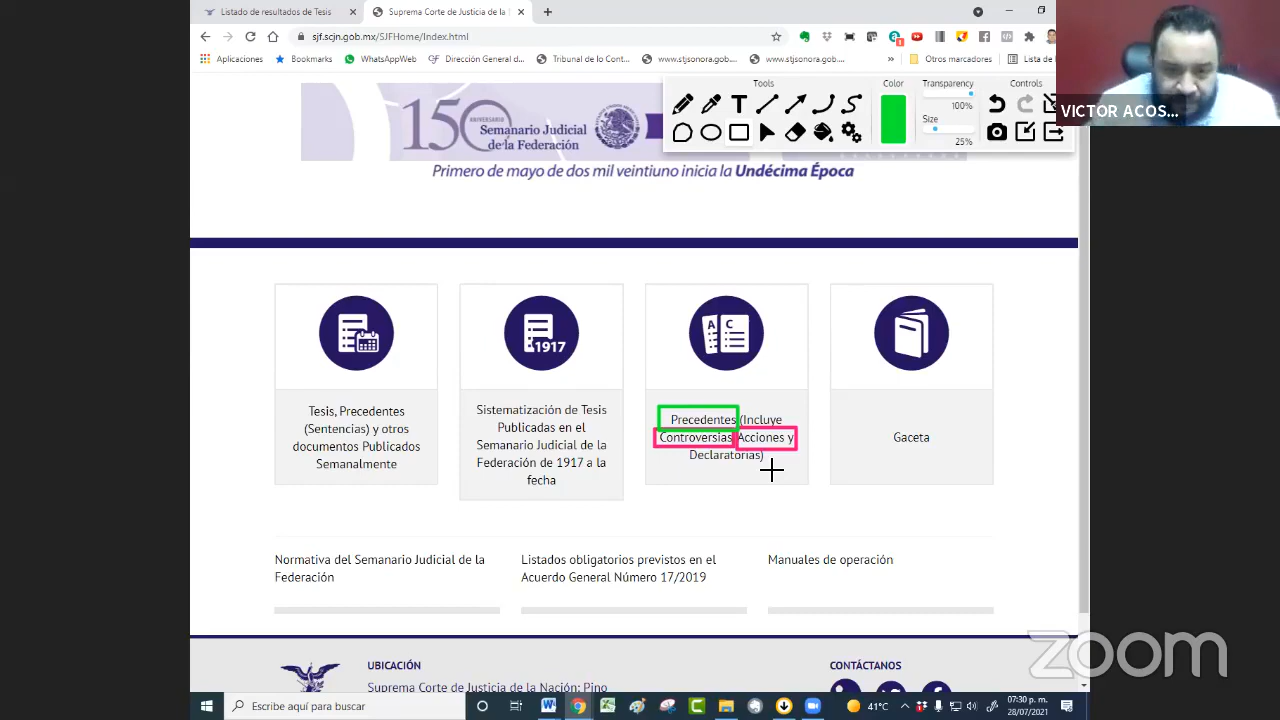 Listado de resultados de Tesis
Suprema Corte de Justicia de la
sjf.scjn.gob.mx/SJFHome/Index.html
Aplicaciones
Bookmarks
WhatsAppWeb
Dirección General d...
Tribunal de lo Cont...
www.stjsonora.gob....
www.stjsonora.gob....
»
Otros marcadores
Lista de
Tools
Color
Transparency
Controls
100%
Size
25%
VICTOR ACOS...
150
ANIVERSARIO
Semanario Judicial
de la Federación
Primero de mayo de dos mil veintiuno inicia la Undécima Época
Tesis, Precedentes
(Sentencias) y otros
documentos Publicados
Semanalmente
1917
Sistematización de Tesis
Publicadas en el
Semanario Judicial de la
Federación de 1917 a la
fecha
A C
Precedentes (Incluye
Controversias Acciones y
Declaratorias)
Gaceta
Normativa del Semanario Judicial de la
Federación
Listados obligatorios previstos en el
Acuerdo General Número 17/2019
Manuales de operación
UBICACIÓN
Suprema Corte de Justicia de la Nación: Pino
CONTÁCTANOS
zoom
Escribe aquí para buscar
41°C
07:30 p. m.
28/07/2021